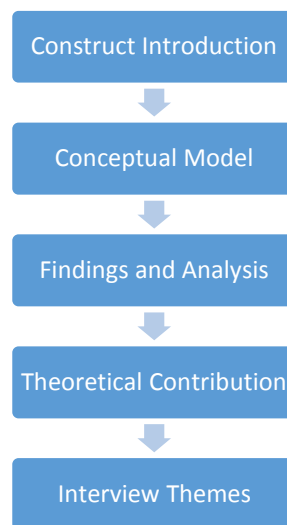 Construct Introduction
Conceptual Model
Findings and Analysis
Theoretical Contribution
Interview Themes